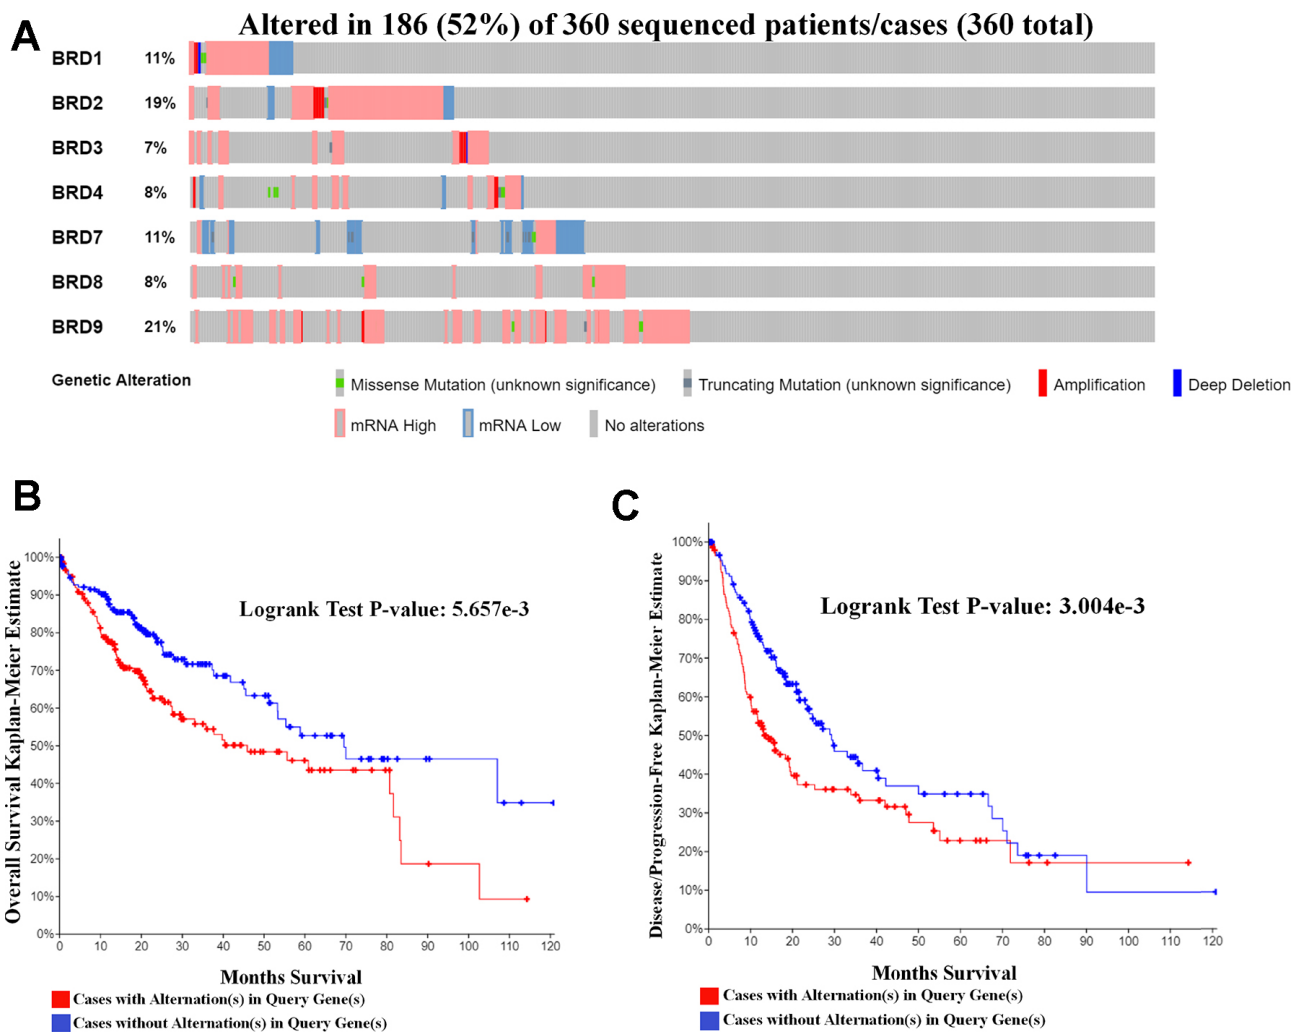 A
Altered in 186 (52%) of 360 sequenced patients/cases (360 total)
BRD1 11%
BRD2 19%
BRD3 7%
BRD4 8%
BRD7 11%
BRD8 8%
BRD9 21%
Genetic Alteration
Missense Mutation (unknown significance) Truncating Mutation (unknown significance) Amplification Deep Deletion
mRNA High mRNA Low No alterations
B
Overall Survival Kaplan-Meier Estimate
100%
90%
80%
70%
60%
50%
40%
30%
20%
10%
0%
Logrank Test P-value: 5.657e-3
0 10 20 30 40 50 60 70 80 90 100 110 120
Months Survival
Cases with Alternation(s) in Query Gene(s)
Cases without Alternation(s) in Query Gene(s)
C
Disease/Progression-Free Kaplan-Meier Estimate
100%
90%
80%
70%
60%
50%
40%
30%
20%
10%
0%
Logrank Test P-value: 3.004e-3
0 10 20 30 40 50 60 70 80 90 100 110 120
Months Survival
Cases with Alternation(s) in Query Gene(s)
Cases without Alternation(s) in Query Gene(s)